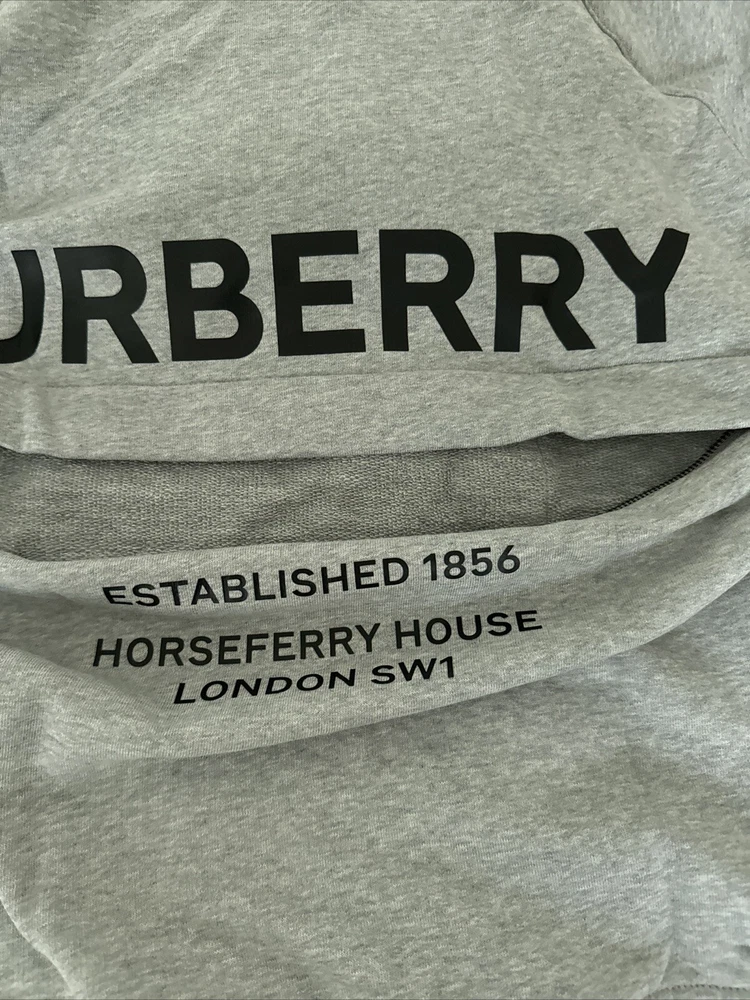 URBERRY
ESTABLISHED 1856
HORSEFERRY HOUSE
LONDON SW1